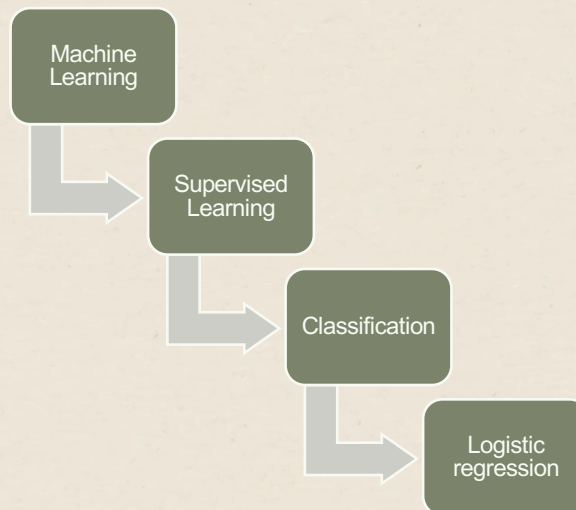 Machine
Learning
Supervised
Learning
Classification
Logistic
regression